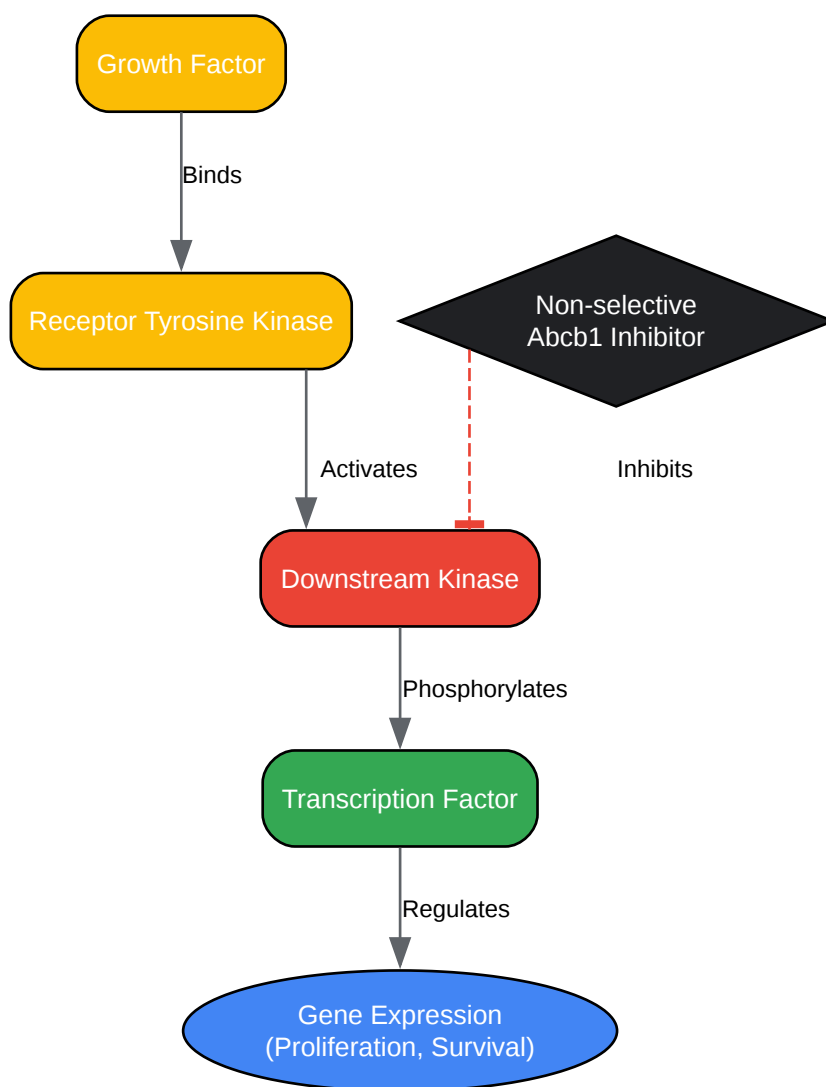 Growth Factor
Binds
Receptor Tyrosine Kinase
Non-selective
Abcb1 Inhibitor
Activates
Inhibits
Downstream Kinase
Phosphorylates
Transcription Factor
Regulates
Gene Expression
(Proliferation, Survival)